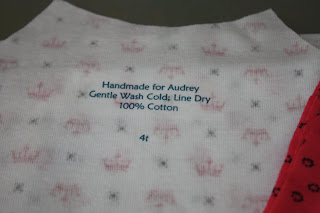 Handmade for Audrey
Gentle Wash Cold; Line Dry
100% Cotton
4t